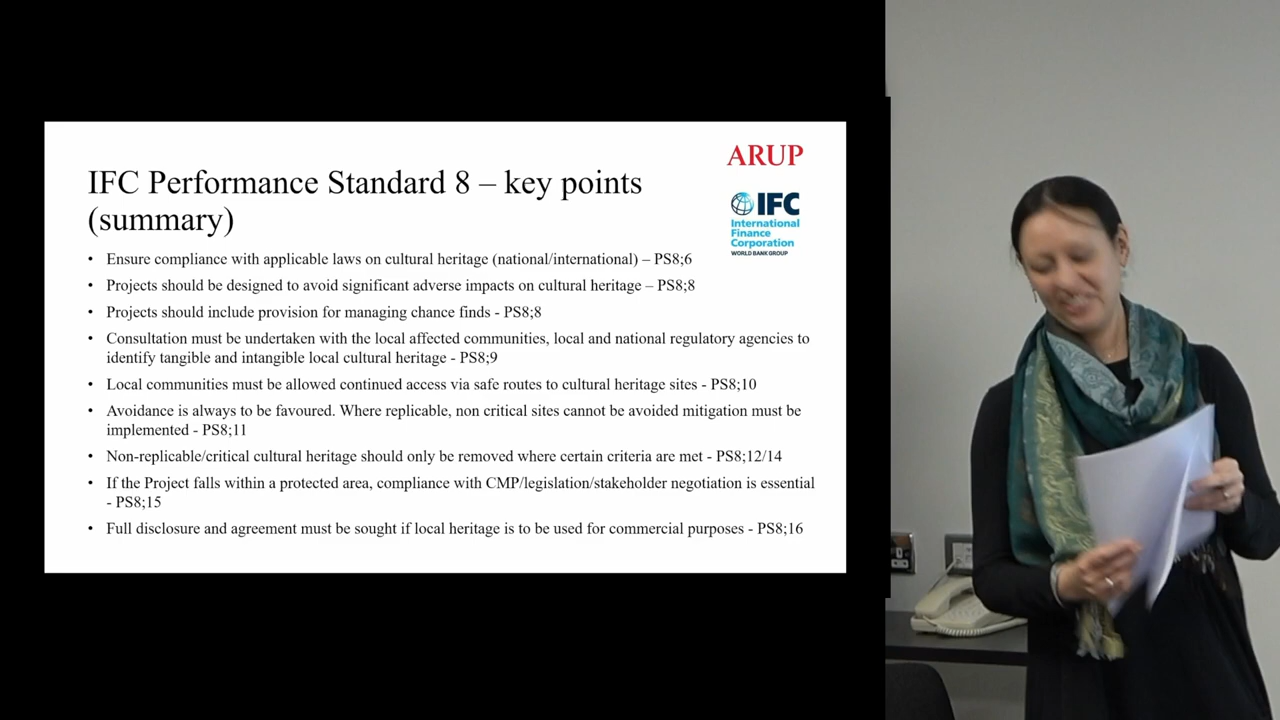 ARUP
IFC Performance Standard 8 – key points
(summary)
IFC
International
Finance
Corporation
WORLD BANK GROUP
• Ensure compliance with applicable laws on cultural heritage (national/international) – PS8;6
• Projects should be designed to avoid significant adverse impacts on cultural heritage – PS8;8
• Projects should include provision for managing chance finds - PS8;8
• Consultation must be undertaken with the local affected communities, local and national regulatory agencies to
identify tangible and intangible local cultural heritage - PS8;9
• Local communities must be allowed continued access via safe routes to cultural heritage sites - PS8;10
• Avoidance is always to be favoured. Where replicable, non critical sites cannot be avoided mitigation must be
implemented - PS8;11
• Non-replicable/critical cultural heritage should only be removed where certain criteria are met - PS8;12/14
• If the Project falls within a protected area, compliance with CMP/legislation/stakeholder negotiation is essential
- PS8;15
• Full disclosure and agreement must be sought if local heritage is to be used for commercial purposes - PS8;16